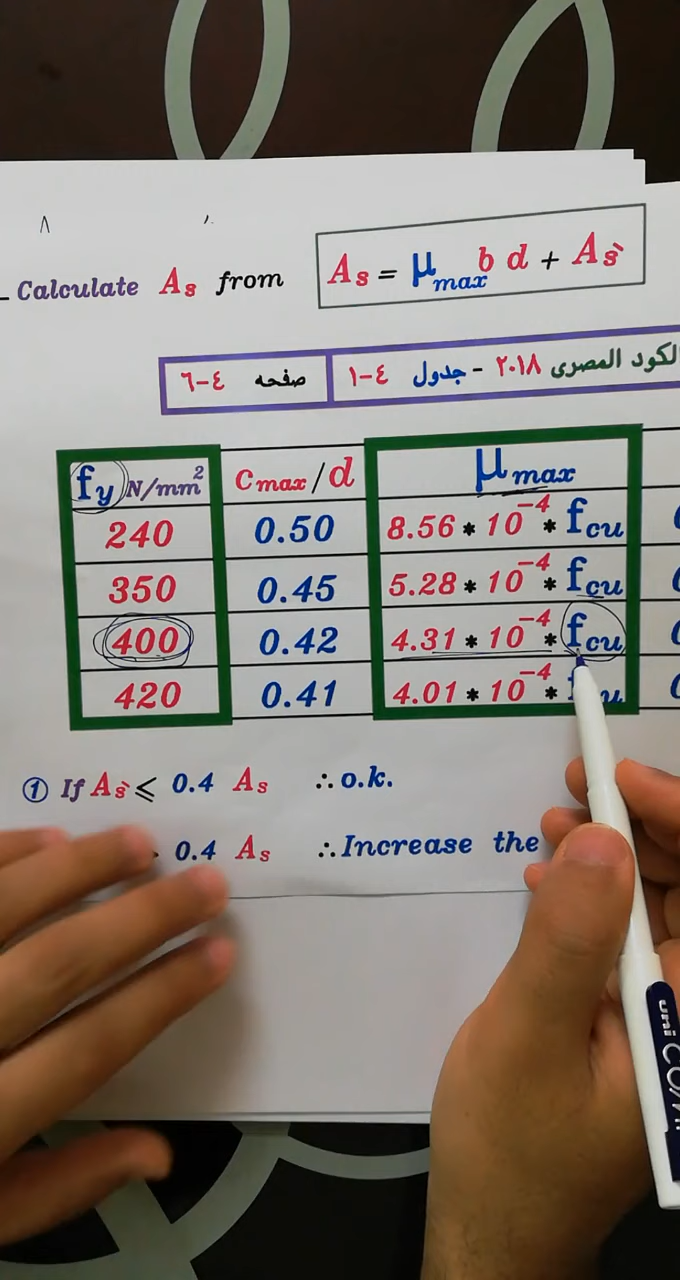 Calculate As from As = μmax b d + As`
الكود المصرى ٢٠١٨ - جدول ٤-١ صفحه ٤-٦
fy N/mm² Cmax/d μmax
240 0.50 8.56 * 10⁻⁴ * fcu
350 0.45 5.28 * 10⁻⁴ * fcu
400 0.42 4.31 * 10⁻⁴ * fcu
420 0.41 4.01 * 10⁻⁴ *
① If As` ⩽ 0.4 As ∴ o.k.
0.4 As ∴ Increase the
uni